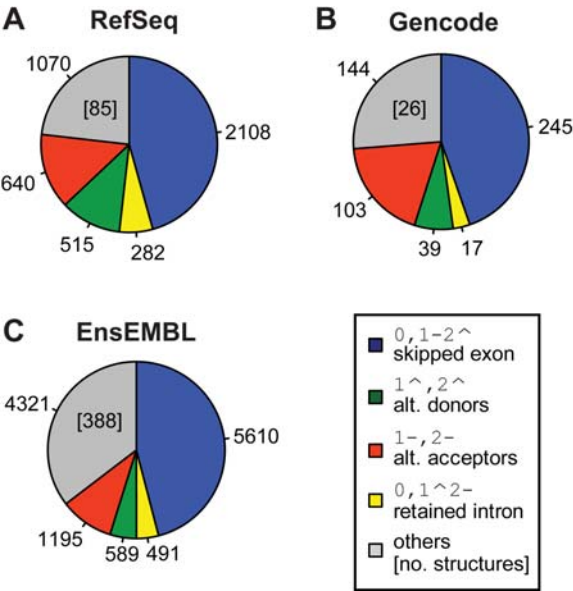 A RefSeq
1070
[85]
2108
640
515
282
B Gencode
144
[26]
245
103
39
17
C EnsEMBL
4321
[388]
5610
1195
589
491
0,1-2^
skipped exon
1^,2^
alt. donors
1-,2-
alt. acceptors
0,1^2-
retained intron
others
[no. structures]